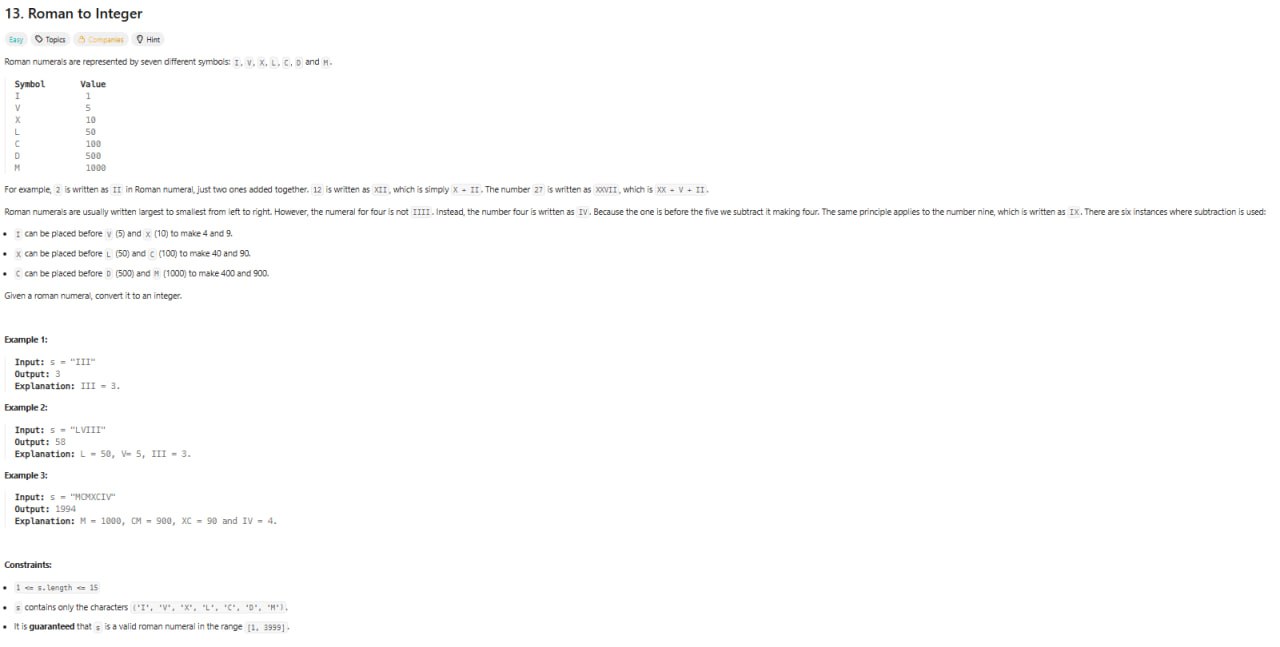 13. Roman to Integer
Easy Topics Companies Hint
Roman numerals are represented by seven different symbols: I, V, X, L, C, D and M.
Symbol Value
I 1
V 5
X 10
L 50
C 100
D 500
M 1000
For example, 2 is written as II in Roman numeral, just two ones added together. 12 is written as XII, which is simply X + II. The number 27 is written as XXVII, which is XX + V + II.
Roman numerals are usually written largest to smallest from left to right. However, the numeral for four is not IIII. Instead, the number four is written as IV. Because the one is before the five we subtract it making four. The same principle applies to the number nine, which is written as IX. There are six instances where subtraction is used:
• I can be placed before V (5) and X (10) to make 4 and 9.
• X can be placed before L (50) and C (100) to make 40 and 90.
• C can be placed before D (500) and M (1000) to make 400 and 900.
Given a roman numeral, convert it to an integer.
Example 1:
Input: s = "III"
Output: 3
Explanation: III = 3.
Example 2:
Input: s = "LVIII"
Output: 58
Explanation: L = 50, V= 5, III = 3.
Example 3:
Input: s = "MCMXCIV"
Output: 1994
Explanation: M = 1000, CM = 900, XC = 90 and IV = 4.
Constraints:
• 1 <= s.length <= 15
• s contains only the characters ('I', 'V', 'X', 'L', 'C', 'D', 'M').
• It is guaranteed that s is a valid roman numeral in the range [1, 3999].